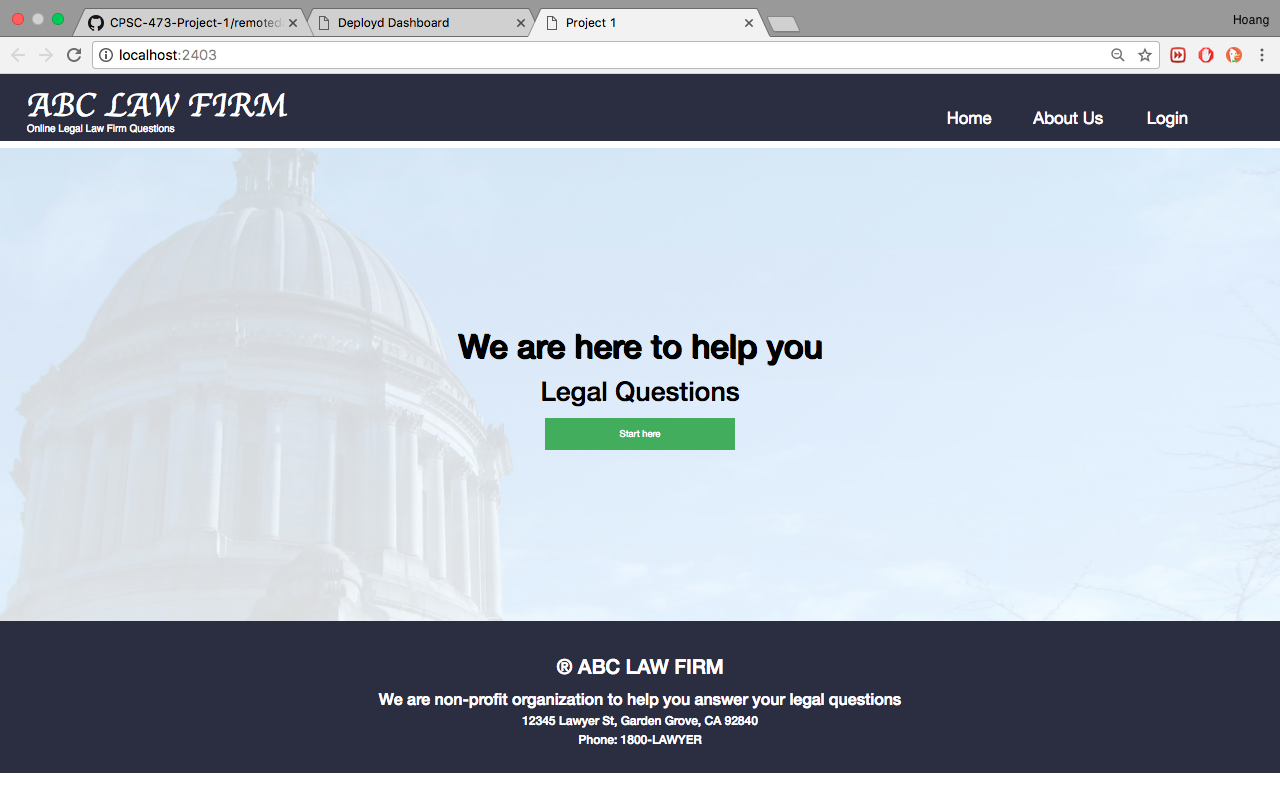 CPSC-473-Project-1/remoted
Deployd Dashboard
Project 1
Hoang
localhost:2403
ABC LAW FIRM
Online Legal Law Firm Questions
Home About Us Login
We are here to help you
Legal Questions
Start here
® ABC LAW FIRM
We are non-profit organization to help you answer your legal questions
12345 Lawyer St, Garden Grove, CA 92840
Phone: 1800-LAWYER